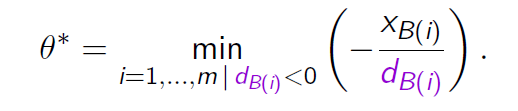 θ* = min_{i=1,...,m | d_{B(i)}<0} ( − x_{B(i)} / d_{B(i)} ) .